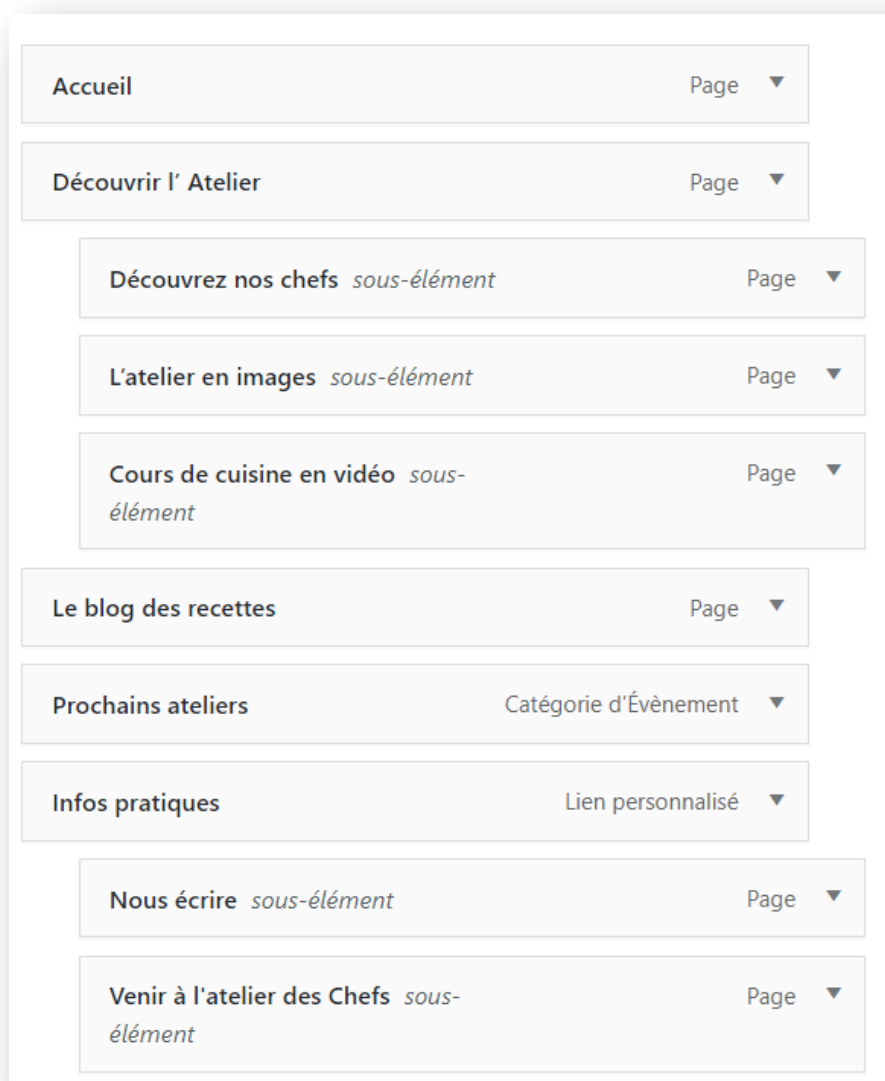 Accueil Page
Découvrir l’ Atelier Page
Découvrez nos chefs sous-élément Page
L’atelier en images sous-élément Page
Cours de cuisine en vidéo sous- Page
élément
Le blog des recettes Page
Prochains ateliers Catégorie d’Évènement
Infos pratiques Lien personnalisé
Nous écrire sous-élément Page
Venir à l'atelier des Chefs sous- Page
élément